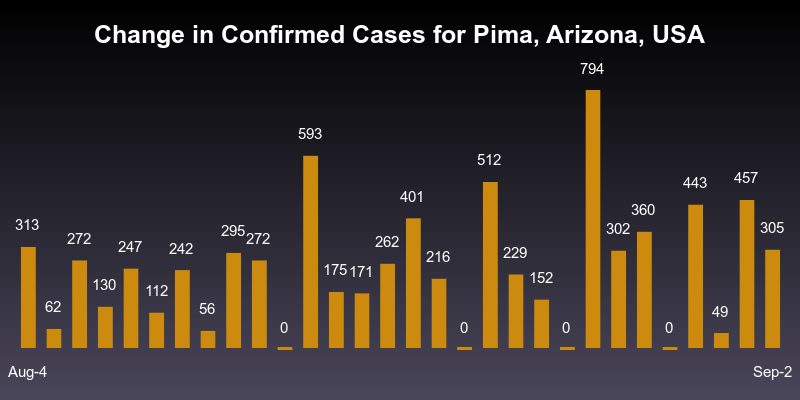 Change in Confirmed Cases for Pima, Arizona, USA
313 62 272 130 247 112 242 56 295 272 0 593 175 171 262 401 216 0 512 229 152 0 794 302 360 0 443 49 457 305
Aug-4 Sep-2